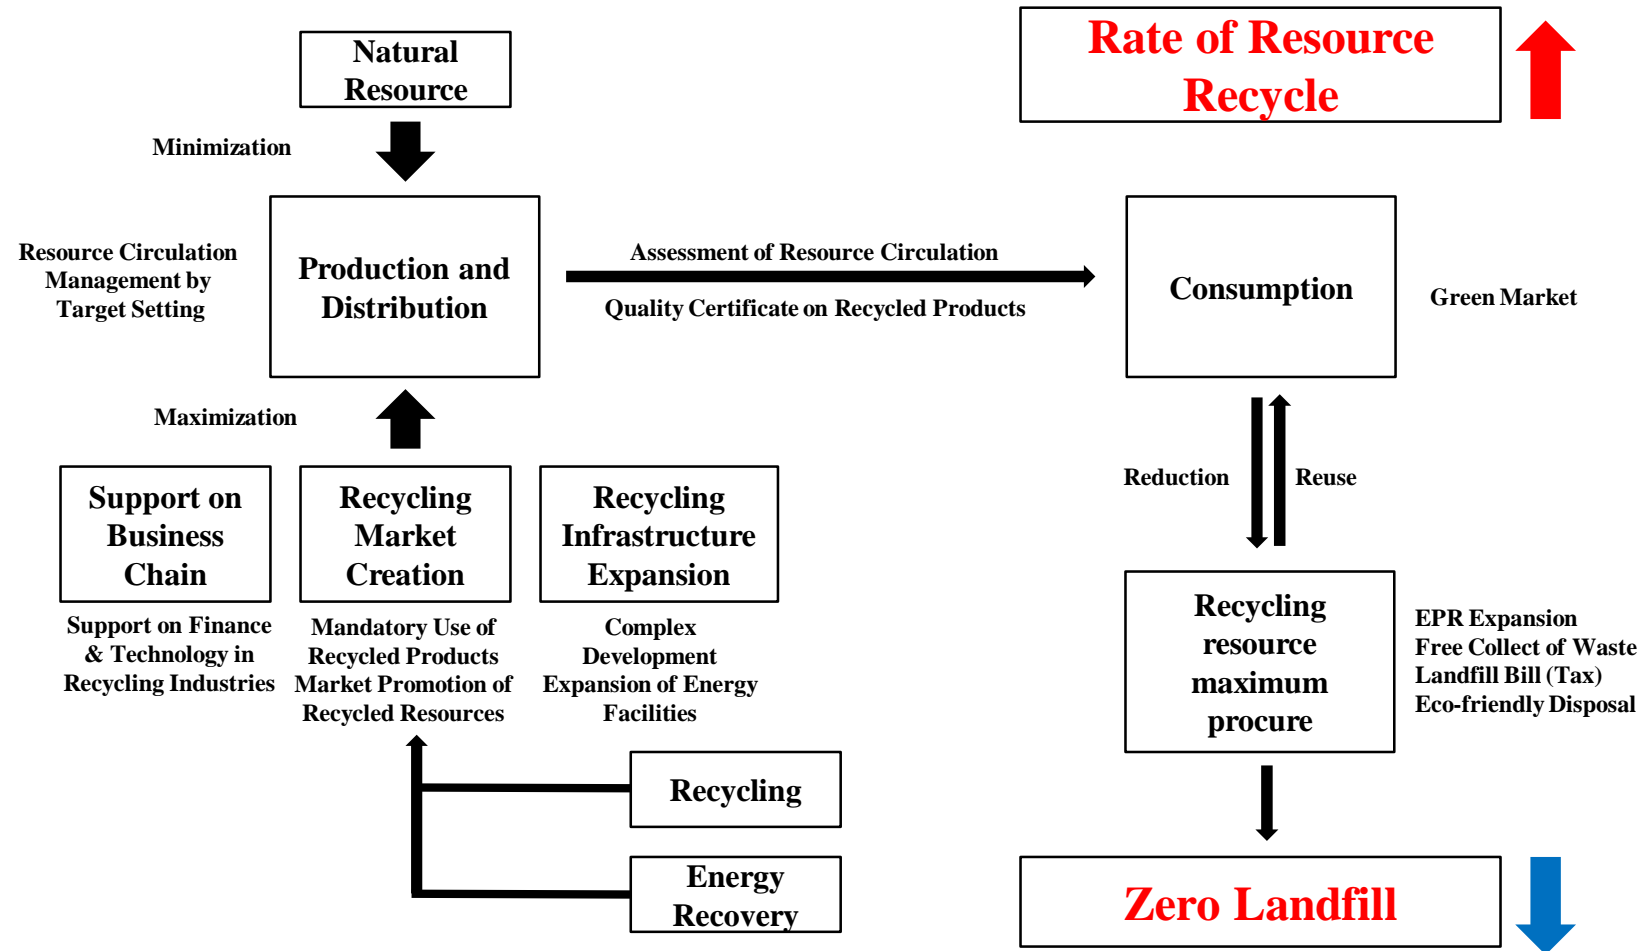 Natural
Resource
Rate of Resource
Recycle
Minimization
Resource Circulation
Management by
Target Setting
Production and
Distribution
Assessment of Resource Circulation
Quality Certificate on Recycled Products
Consumption
Green Market
Maximization
Support on
Business
Chain
Recycling
Market
Creation
Recycling
Infrastructure
Expansion
Reduction
Reuse
Support on Finance
& Technology in
Recycling Industries
Mandatory Use of
Recycled Products
Market Promotion of
Recycled Resources
Complex
Development
Expansion of Energy
Facilities
Recycling
resource
maximum
procure
EPR Expansion
Free Collect of Waste
Landfill Bill (Tax)
Eco-friendly Disposal
Recycling
Energy
Recovery
Zero Landfill